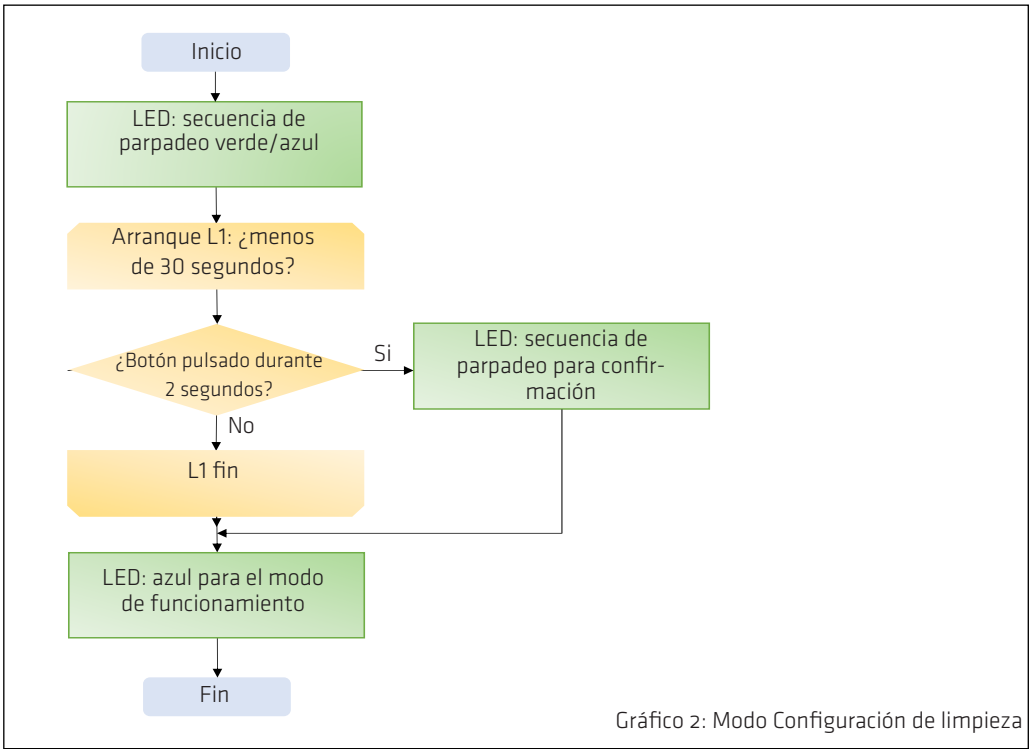 Inicio
LED: secuencia de
parpadeo verde/azul
Arranque L1: ¿menos
de 30 segundos?
¿Botón pulsado durante
2 segundos?
Si
LED: secuencia de
parpadeo para confir-
mación
No
L1 fin
LED: azul para el modo
de funcionamiento
Fin
Gráfico 2: Modo Configuración de limpieza